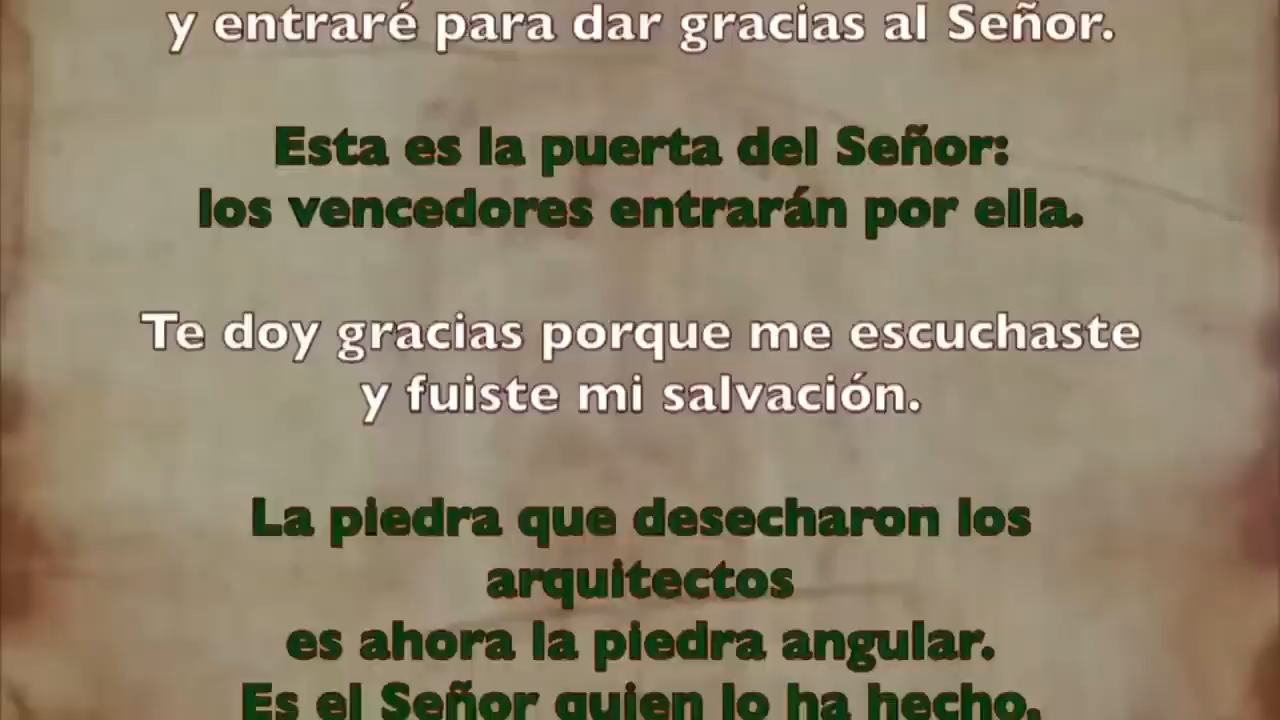 y entraré para dar gracias al Señor.
Esta es la puerta del Señor:
los vencedores entrarán por ella.
Te doy gracias porque me escuchaste
y fuiste mi salvación.
La piedra que desecharon los
arquitectos
es ahora la piedra angular.
Es el Señor quien lo ha hecho,